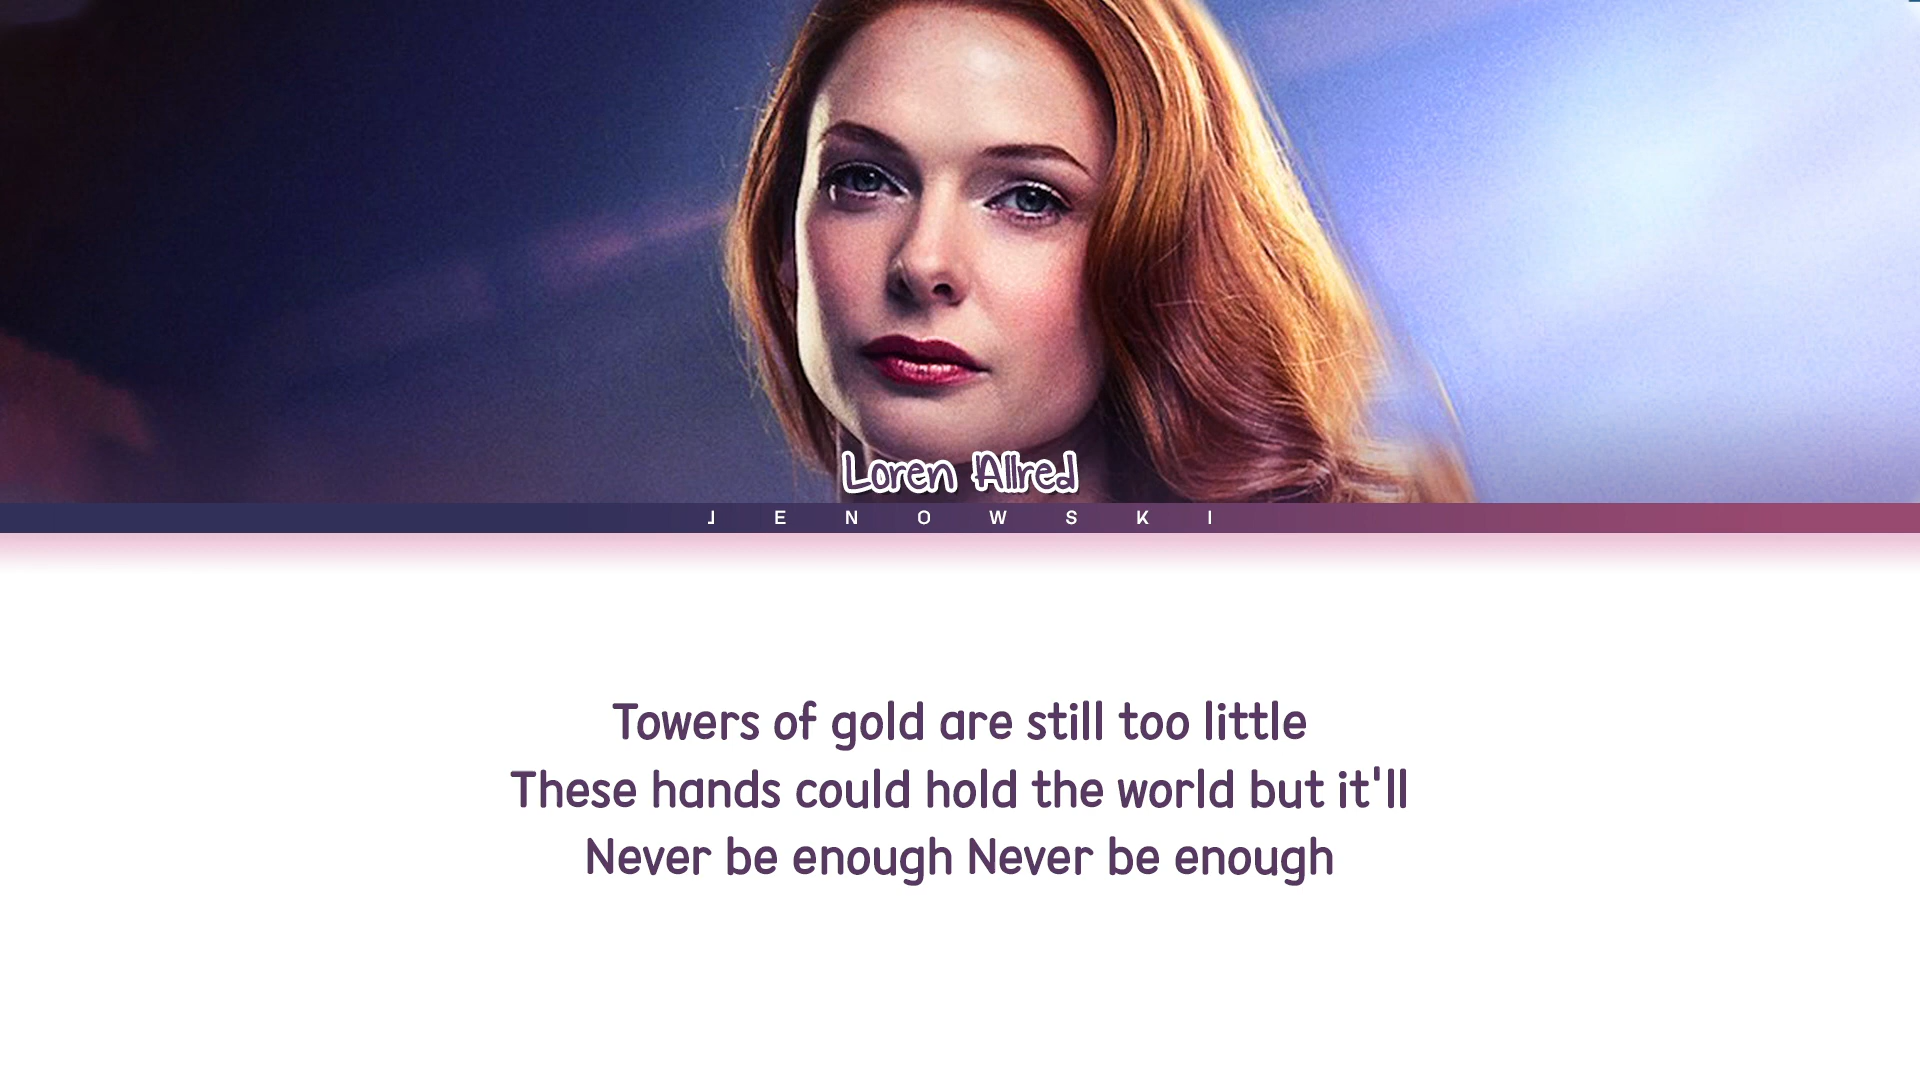 Loren Allred
JENOWSKI
Towers of gold are still too little
These hands could hold the world but it'll
Never be enough Never be enough